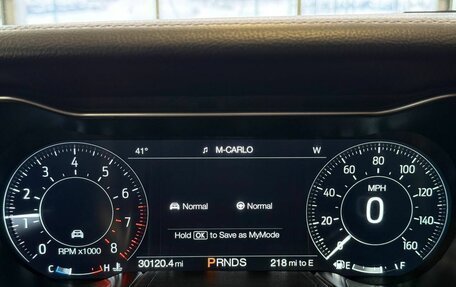 41° ♫ M-CARLO W
0 1 2 3 4 5 6 7 8
RPM x1000
C H
Normal Normal
Hold OK to Save as MyMode
30120.4 mi PRNDS 218 mi to E
0 20 40 60 80 100 120 140 160
MPH
0
E F